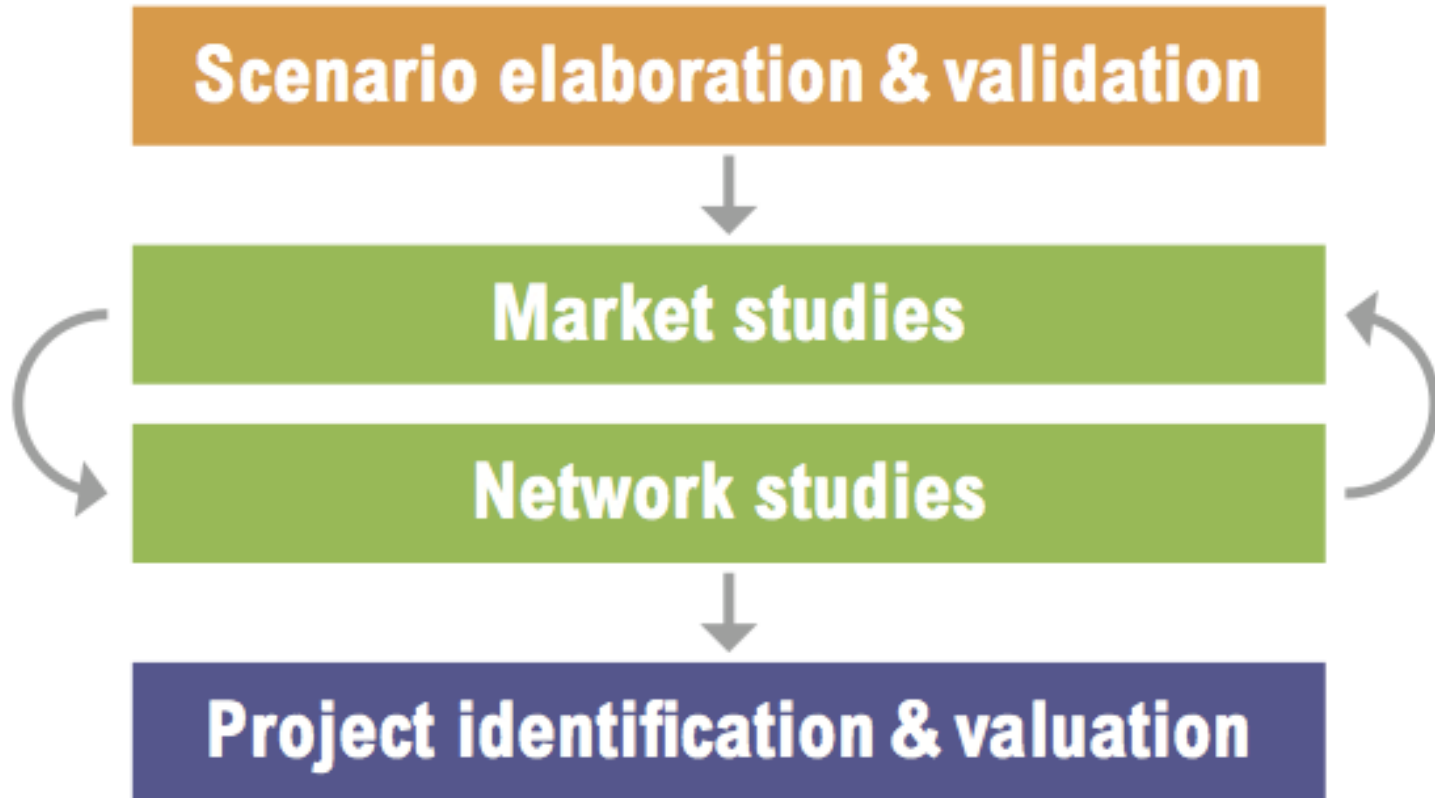 Scenario elaboration & validation
Market studies
Network studies
Project identification & valuation